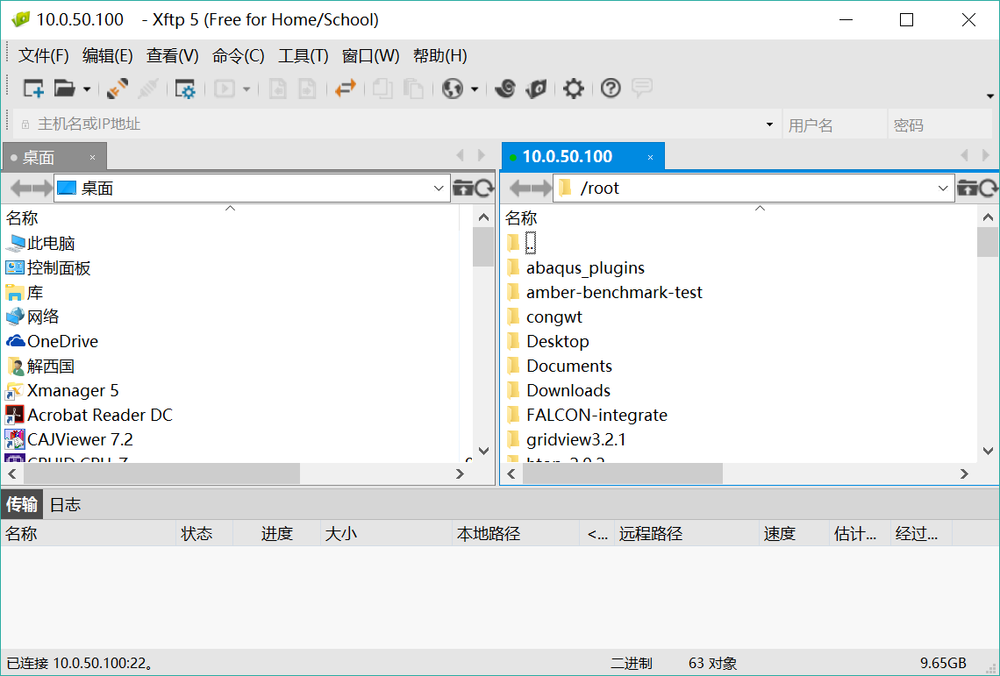 10.0.50.100 - Xftp 5 (Free for Home/School)
文件(F) 编辑(E) 查看(V) 命令(C) 工具(T) 窗口(W) 帮助(H)
主机名或IP地址 用户名 密码
桌面 10.0.50.100
桌面 /root
名称 名称
此电脑 ..
控制面板 abaqus_plugins
库 amber-benchmark-test
网络 congwt
OneDrive Desktop
解西国 Documents
Xmanager 5 Downloads
Acrobat Reader DC FALCON-integrate
CAJViewer 7.2 gridview3.2.1
传输 日志
名称 状态 进度 大小 本地路径 <... 远程路径 速度 估计... 经过...
已连接 10.0.50.100:22。 二进制 63 对象 9.65GB